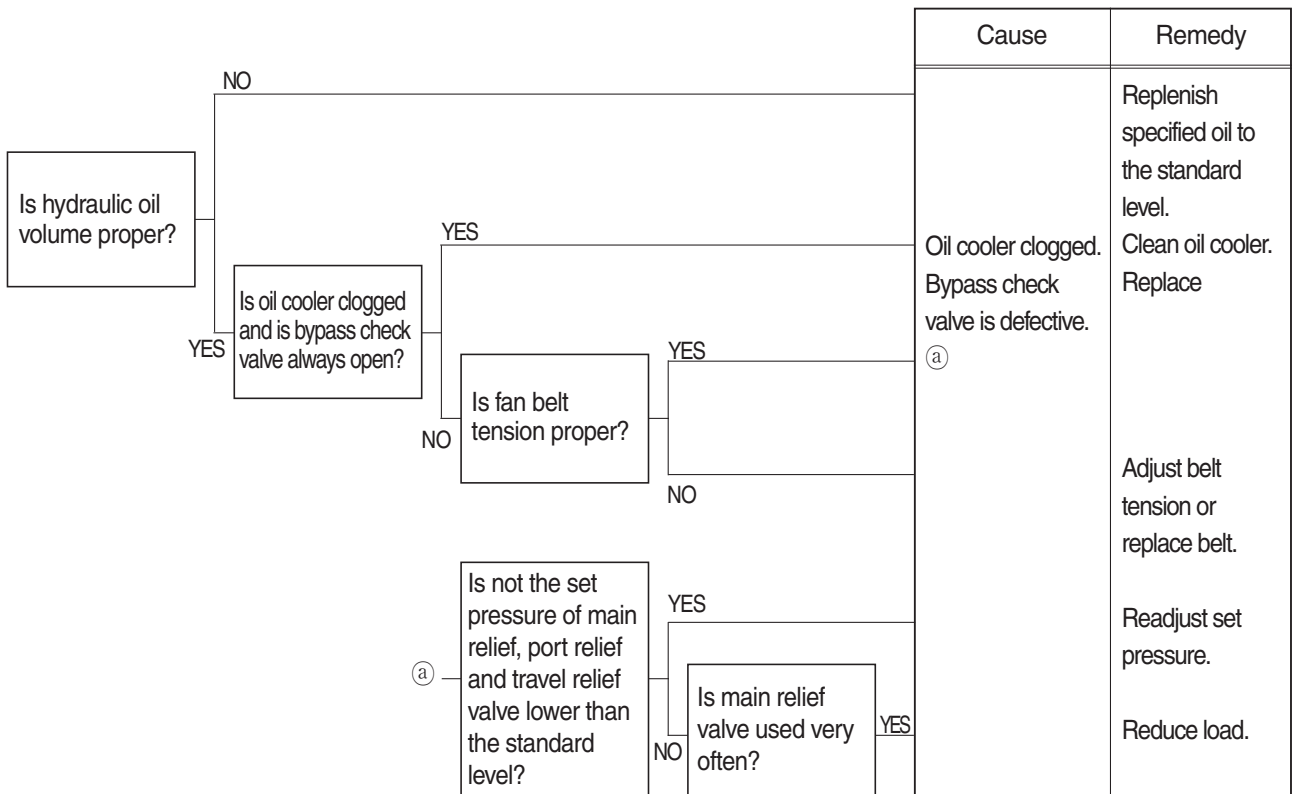 Cause
Remedy
NO
Replenish
specified oil to
the standard
level.
Is hydraulic oil
volume proper?
YES
Oil cooler clogged.
Clean oil cooler.
Bypass check
Replace
valve is defective.
Is oil cooler clogged
and is bypass check
valve always open?
YES
YES
ⓐ
Is fan belt
tension proper?
NO
NO
Adjust belt
tension or
replace belt.
Is not the set
pressure of main
relief, port relief
and travel relief
valve lower than
the standard
level?
ⓐ
YES
Readjust set
pressure.
NO
Is main relief
valve used very
often?
YES
Reduce load.